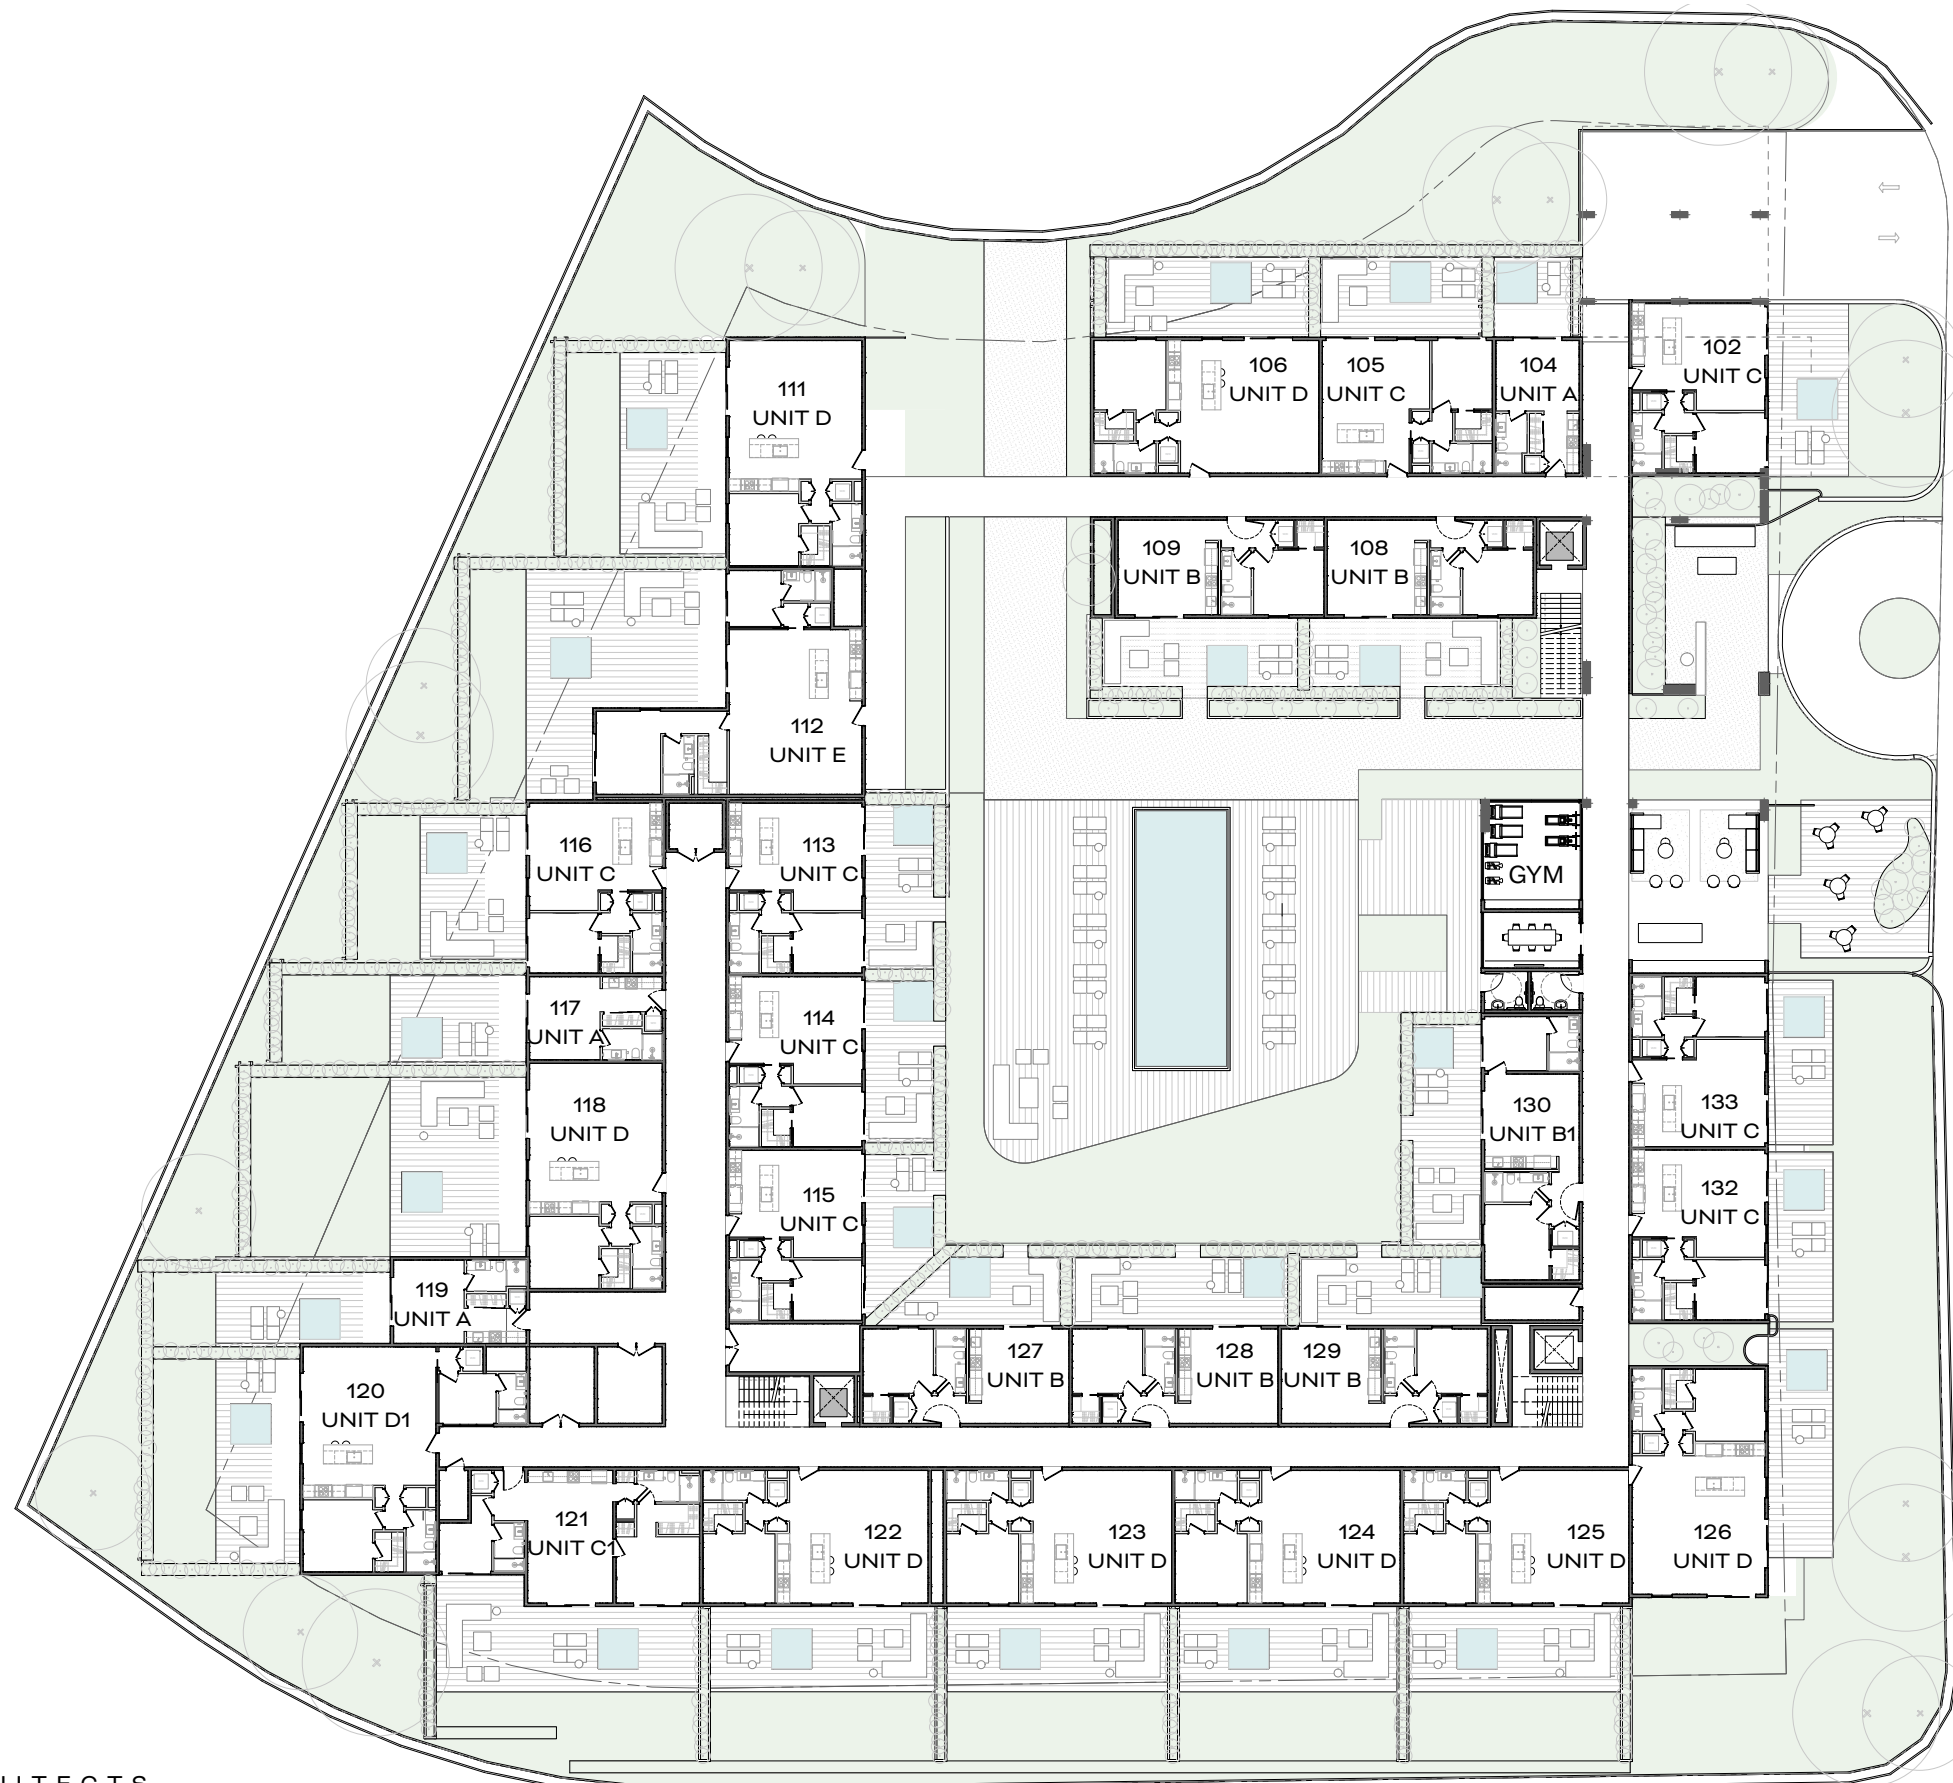 102
UNIT C
106
UNIT D
105
UNIT C
104
UNIT A
111
UNIT D
109
UNIT B
108
UNIT B
112
UNIT E
116
UNIT C
113
UNIT C
GYM
117
UNIT A
114
UNIT C
118
UNIT D
130
UNIT B1
133
UNIT C
115
UNIT C
132
UNIT C
119
UNIT A
127
UNIT B
128
UNIT B
129
UNIT B
120
UNIT D1
121
UNIT C1
122
UNIT D
123
UNIT D
124
UNIT D
125
UNIT D
126
UNIT D